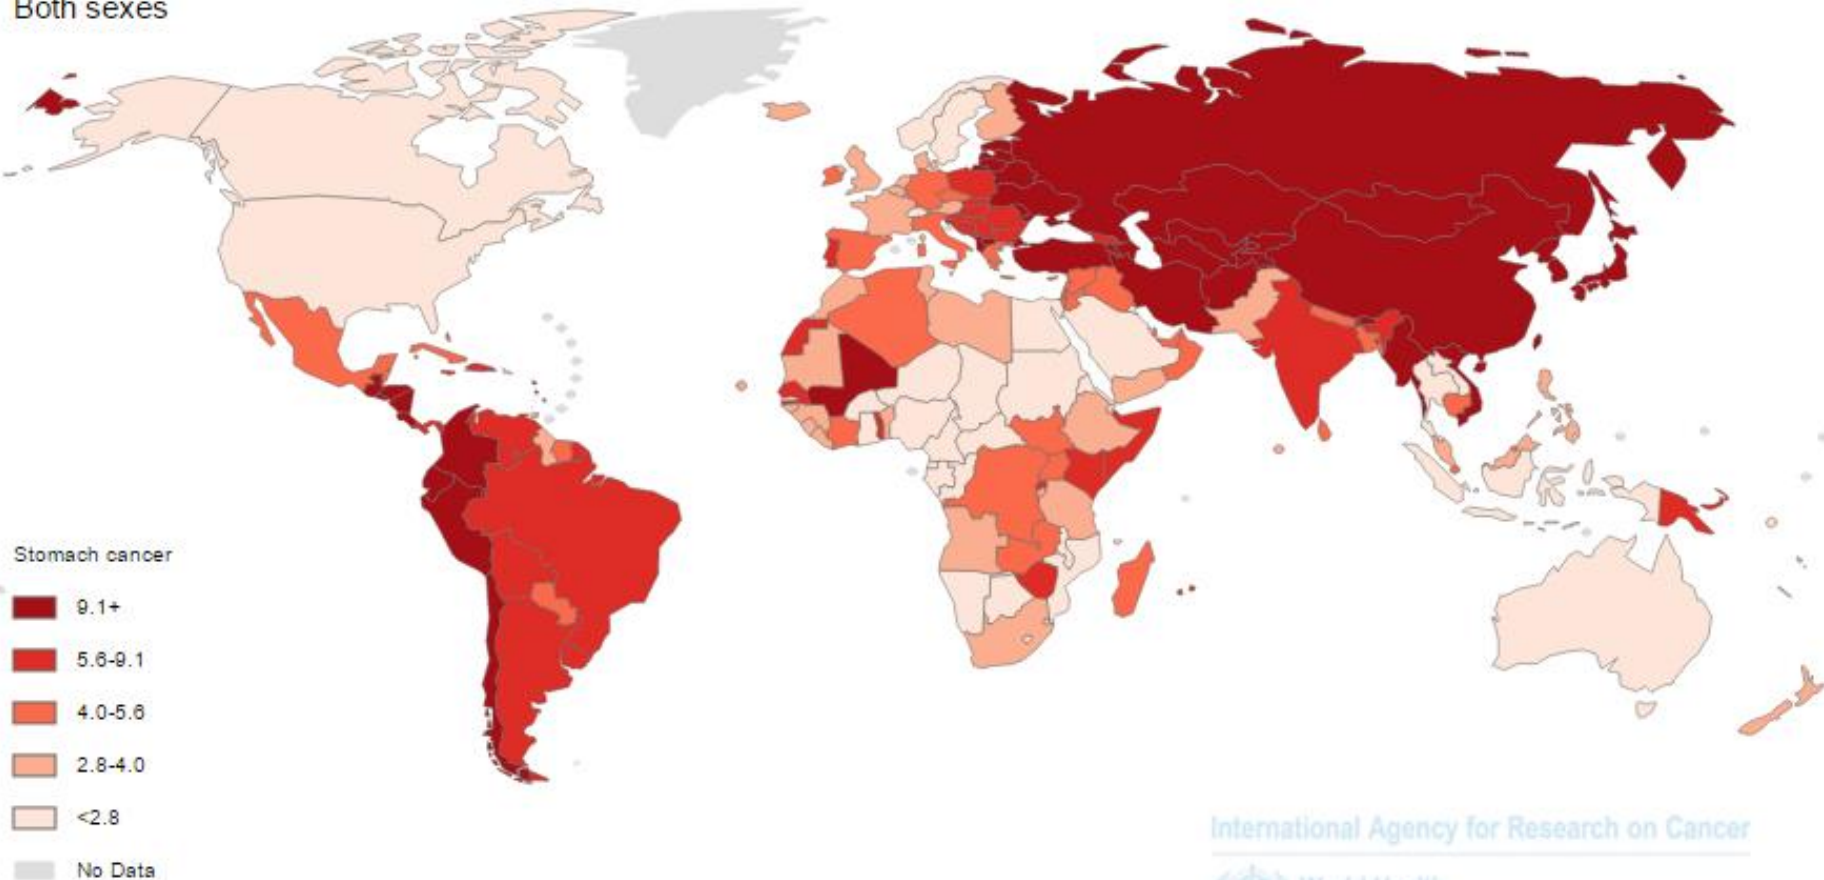 Both sexes
Stomach cancer
9.1+
5.6-9.1
4.0-5.6
2.8-4.0
<2.8
No Data
International Agency for Research on Cancer